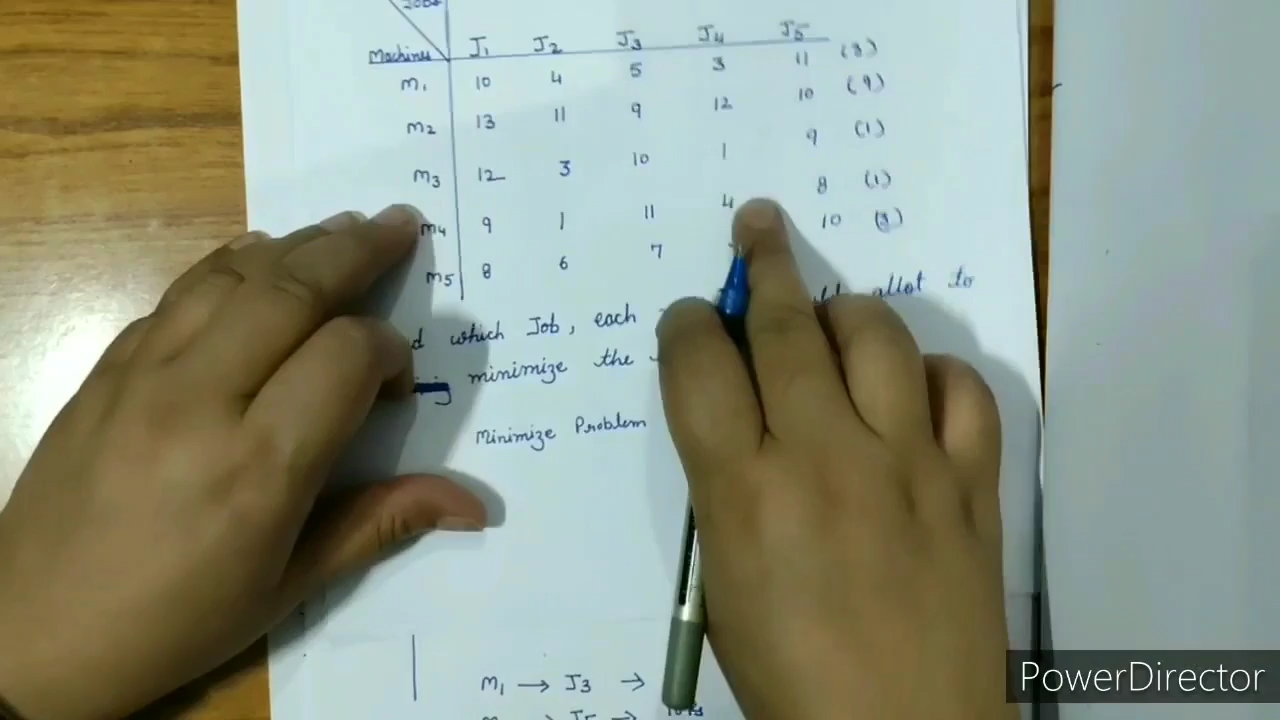 Jobs
Machines J1 J2 J3 J4 J5
M1 10 4 5 3 11 (3)
M2 13 11 9 12 10 (9)
M3 12 3 10 1 9 (1)
M4 9 1 11 4 8 (1)
M5 8 6 7 10 (3)
which Job, each allot to
minimize the
Minimize Problem
M1 → J3 →
J5 →
PowerDirector